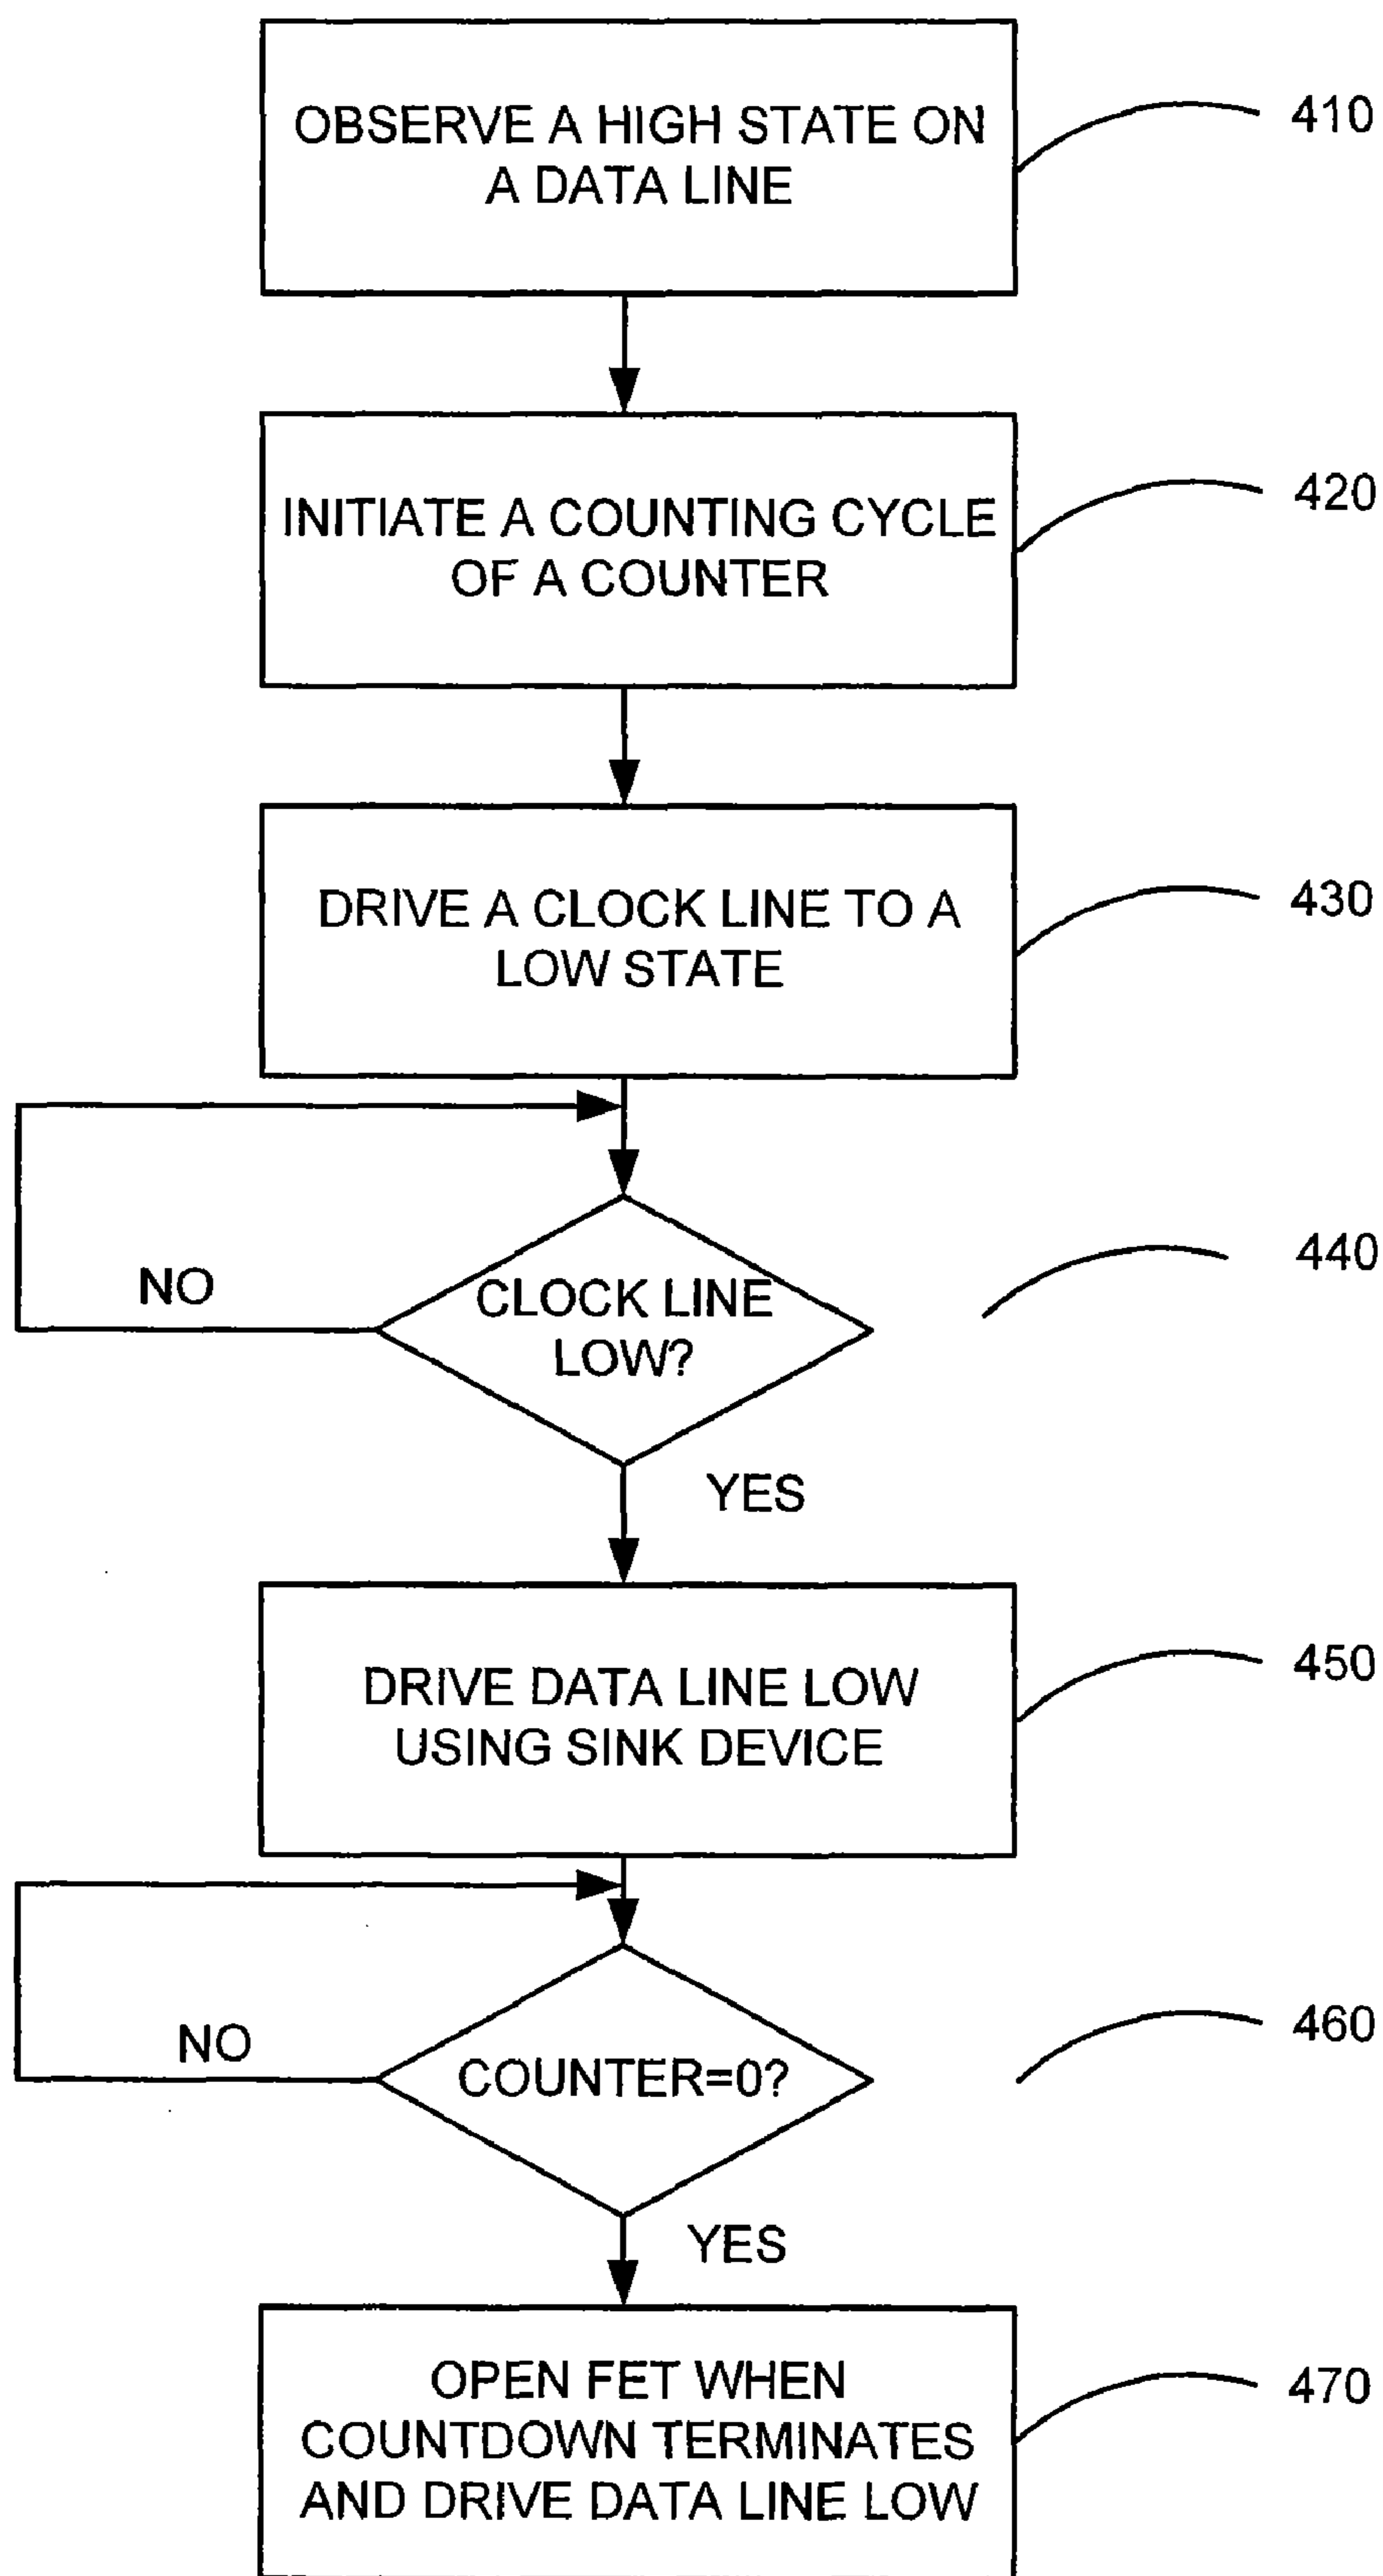 OBSERVE A HIGH STATE ON
A DATA LINE
410
INITIATE A COUNTING CYCLE
OF A COUNTER
420
DRIVE A CLOCK LINE TO A
LOW STATE
430
CLOCK LINE
LOW?
NO
440
YES
DRIVE DATA LINE LOW
USING SINK DEVICE
450
NO
COUNTER=0?
460
YES
OPEN FET WHEN
COUNTDOWN TERMINATES
AND DRIVE DATA LINE LOW
470